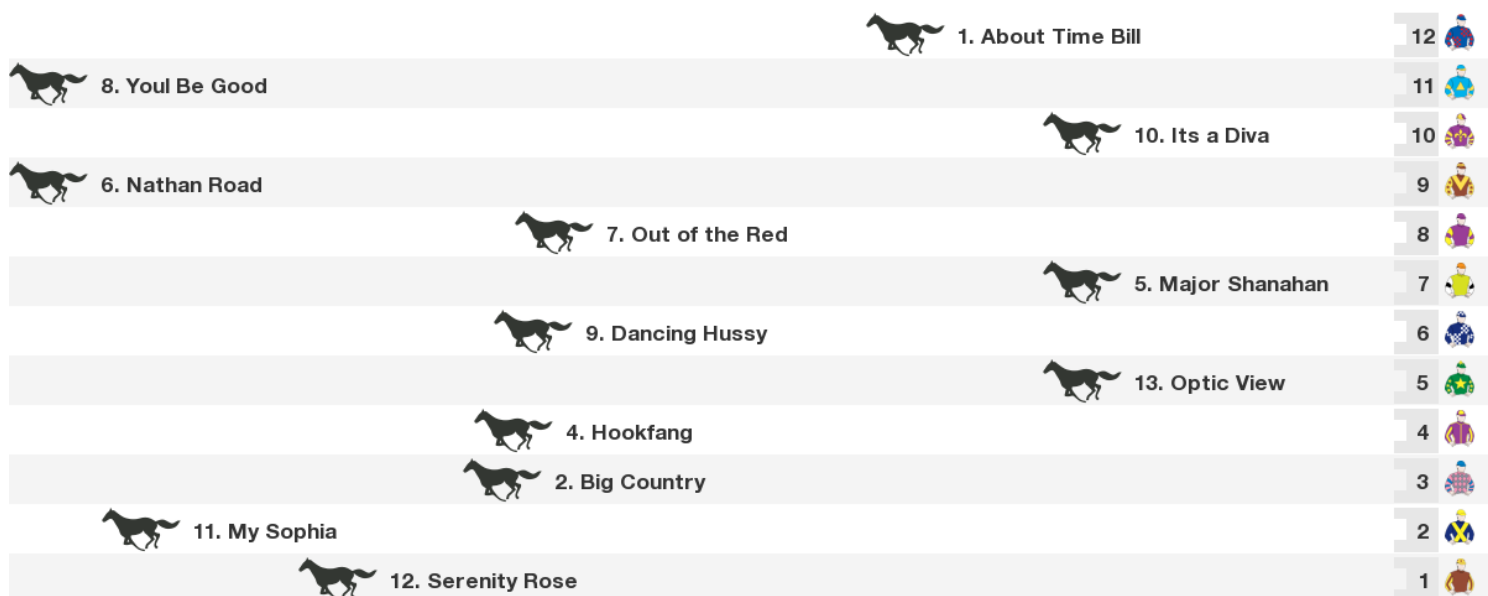 1. About Time Bill 12
8. Youl Be Good 11
10. Its a Diva 10
6. Nathan Road 9
7. Out of the Red 8
5. Major Shanahan 7
9. Dancing Hussy 6
13. Optic View 5
4. Hookfang 4
2. Big Country 3
11. My Sophia 2
12. Serenity Rose 1